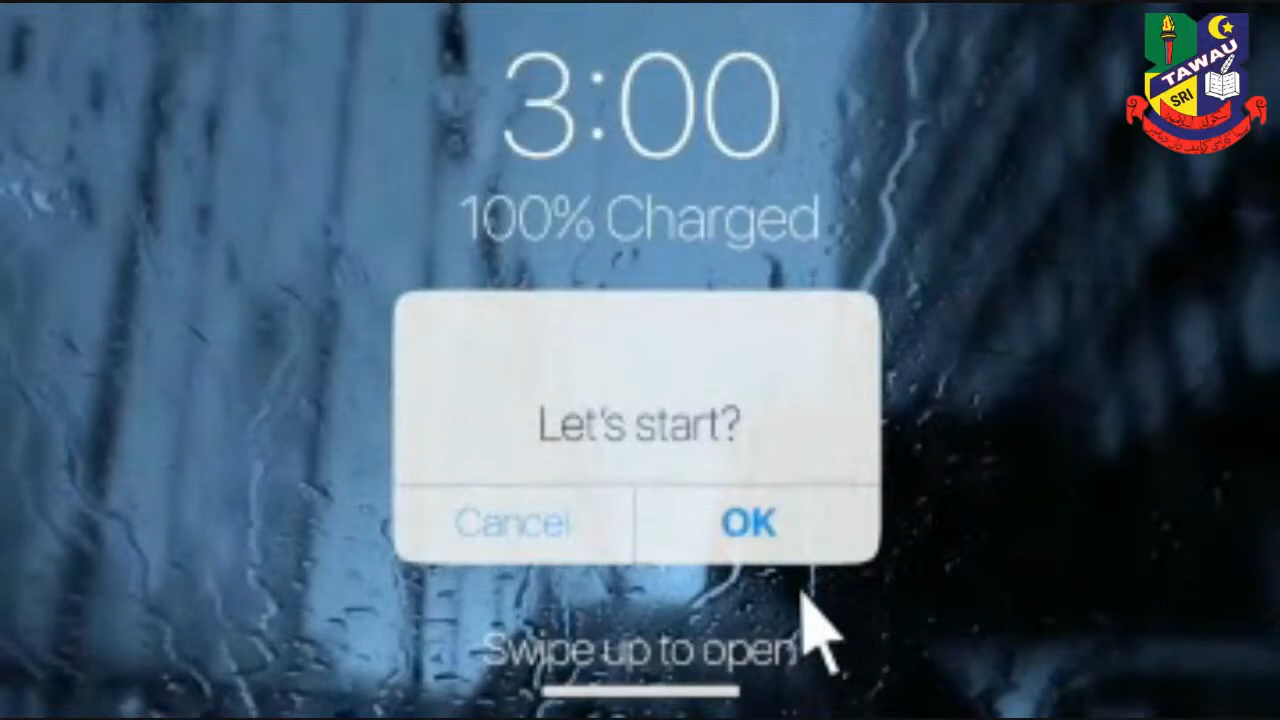 3:00
100% Charged
Let's start?
Cancel
OK
Swipe up to open
TAWAU
SRI